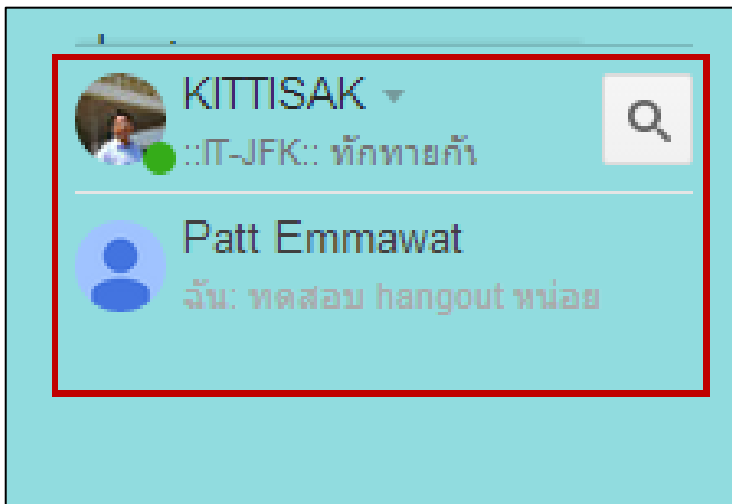 KITTISAK
::IT-JFK:: ทักทายกัน
Patt Emmawat
ฉัน: ทดสอบ hangout หน่อย